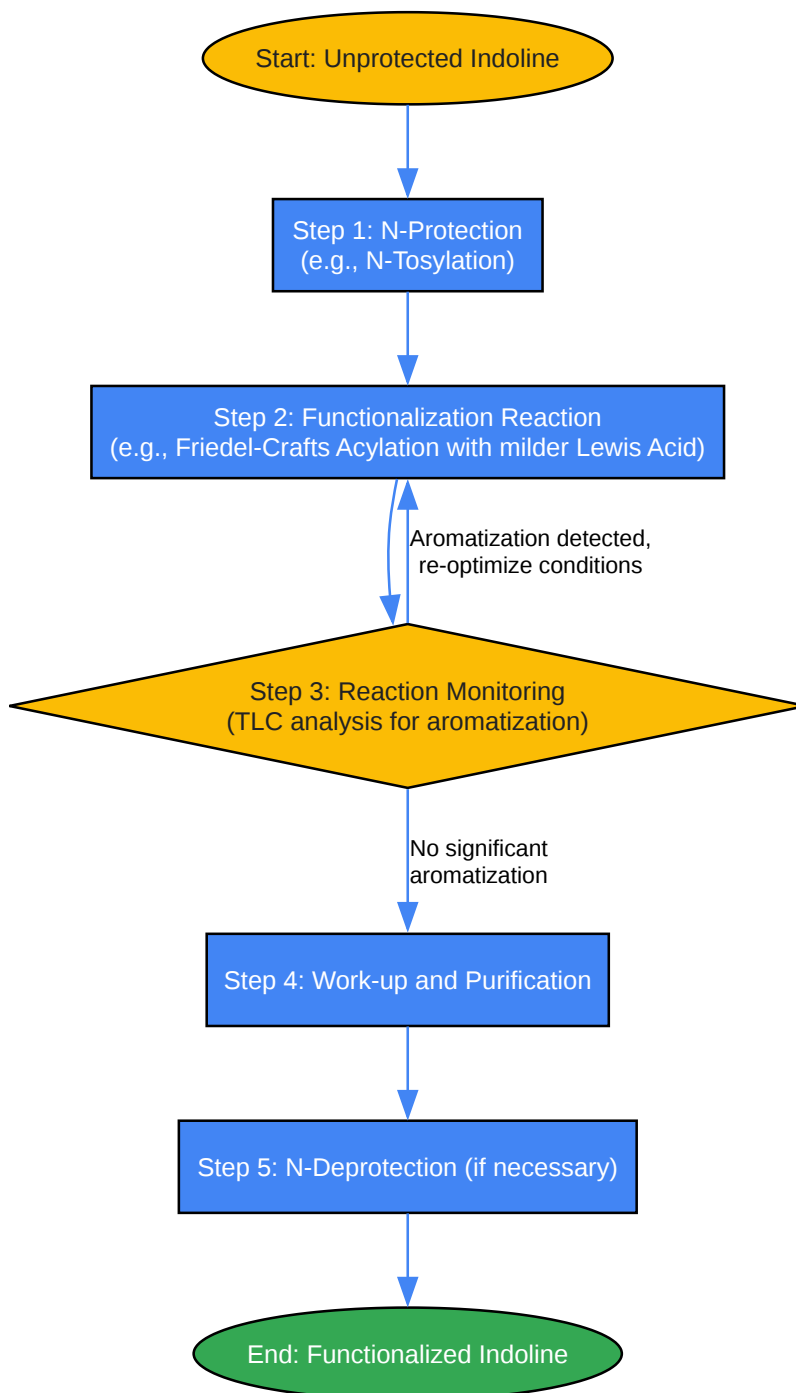 Start: Unprotected Indoline
Step 1: N-Protection
(e.g., N-Tosylation)
Step 2: Functionalization Reaction
(e.g., Friedel-Crafts Acylation with milder Lewis Acid)
Aromatization detected,
re-optimize conditions
Step 3: Reaction Monitoring
(TLC analysis for aromatization)
No significant
aromatization
Step 4: Work-up and Purification
Step 5: N-Deprotection (if necessary)
End: Functionalized Indoline